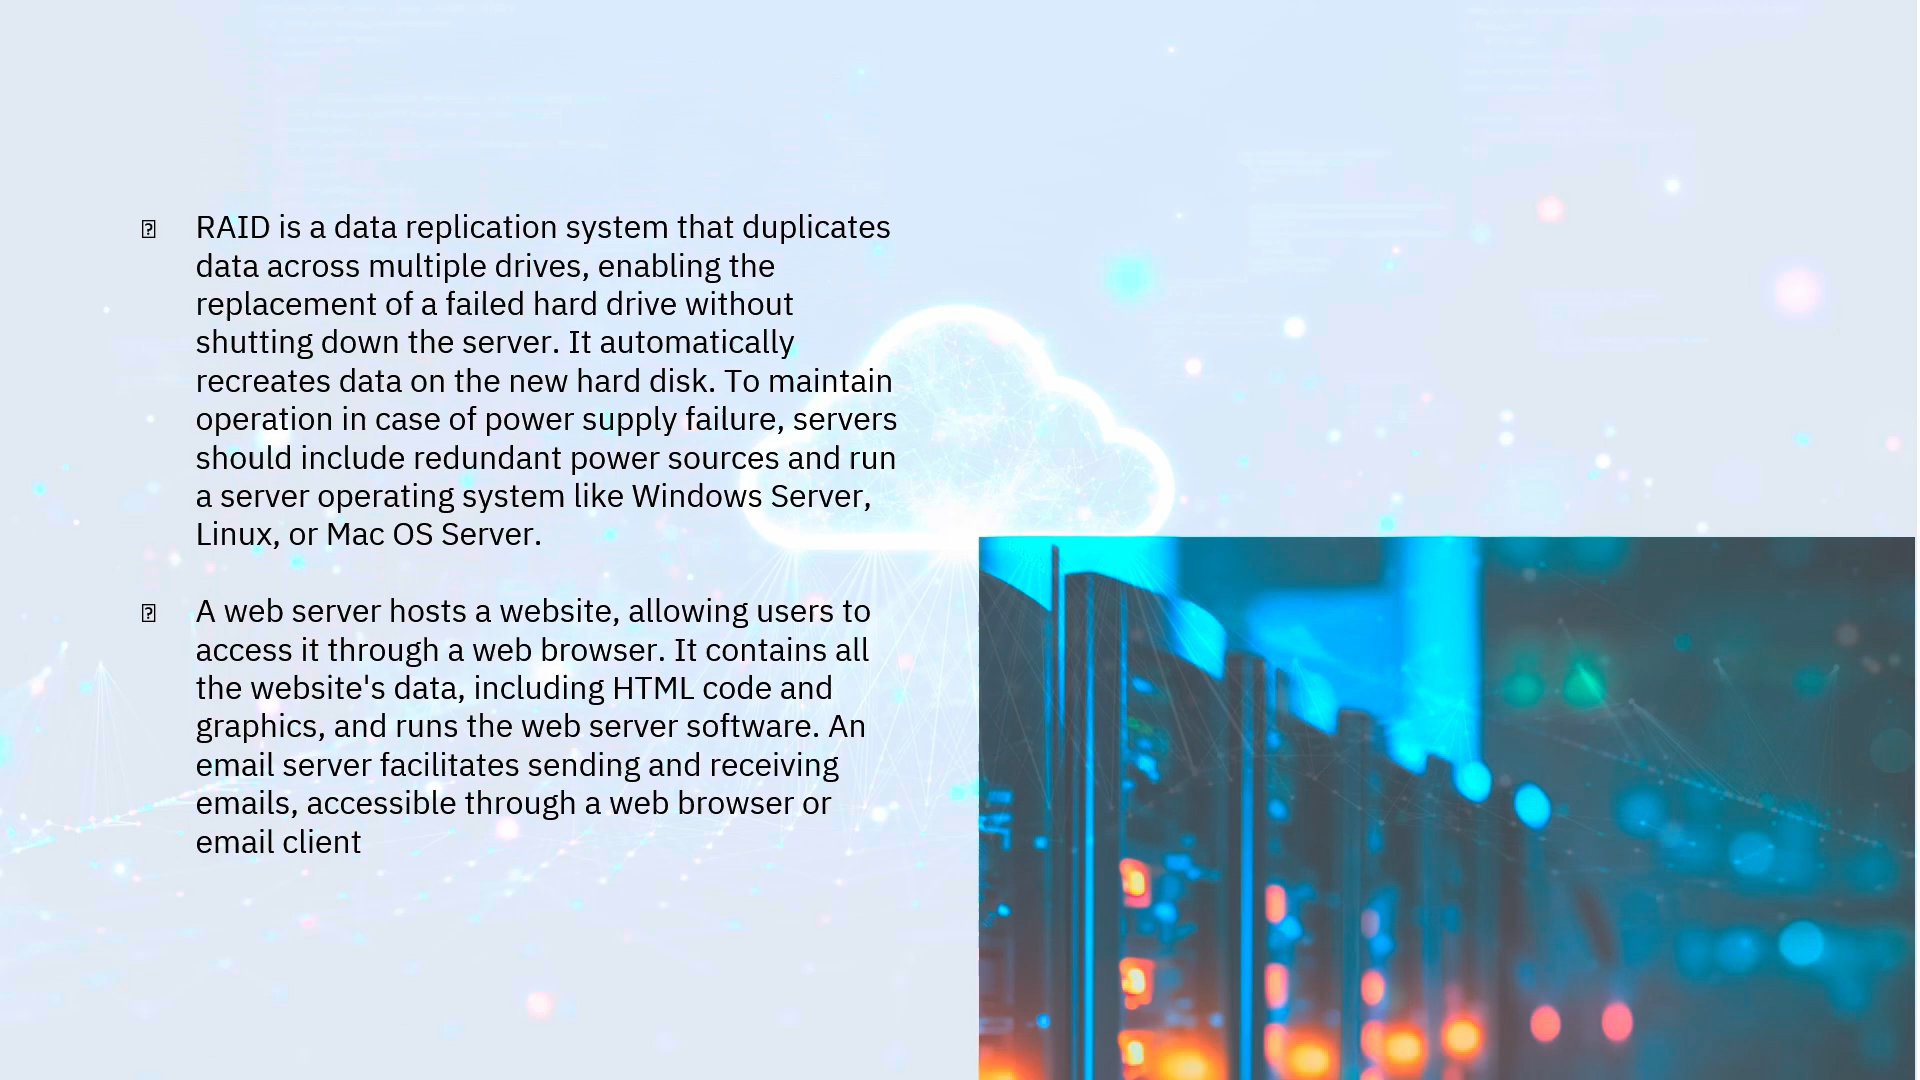 RAID is a data replication system that duplicates
data across multiple drives, enabling the
replacement of a failed hard drive without
shutting down the server. It automatically
recreates data on the new hard disk. To maintain
operation in case of power supply failure, servers
should include redundant power sources and run
a server operating system like Windows Server,
Linux, or Mac OS Server.
A web server hosts a website, allowing users to
access it through a web browser. It contains all
the website's data, including HTML code and
graphics, and runs the web server software. An
email server facilitates sending and receiving
emails, accessible through a web browser or
email client